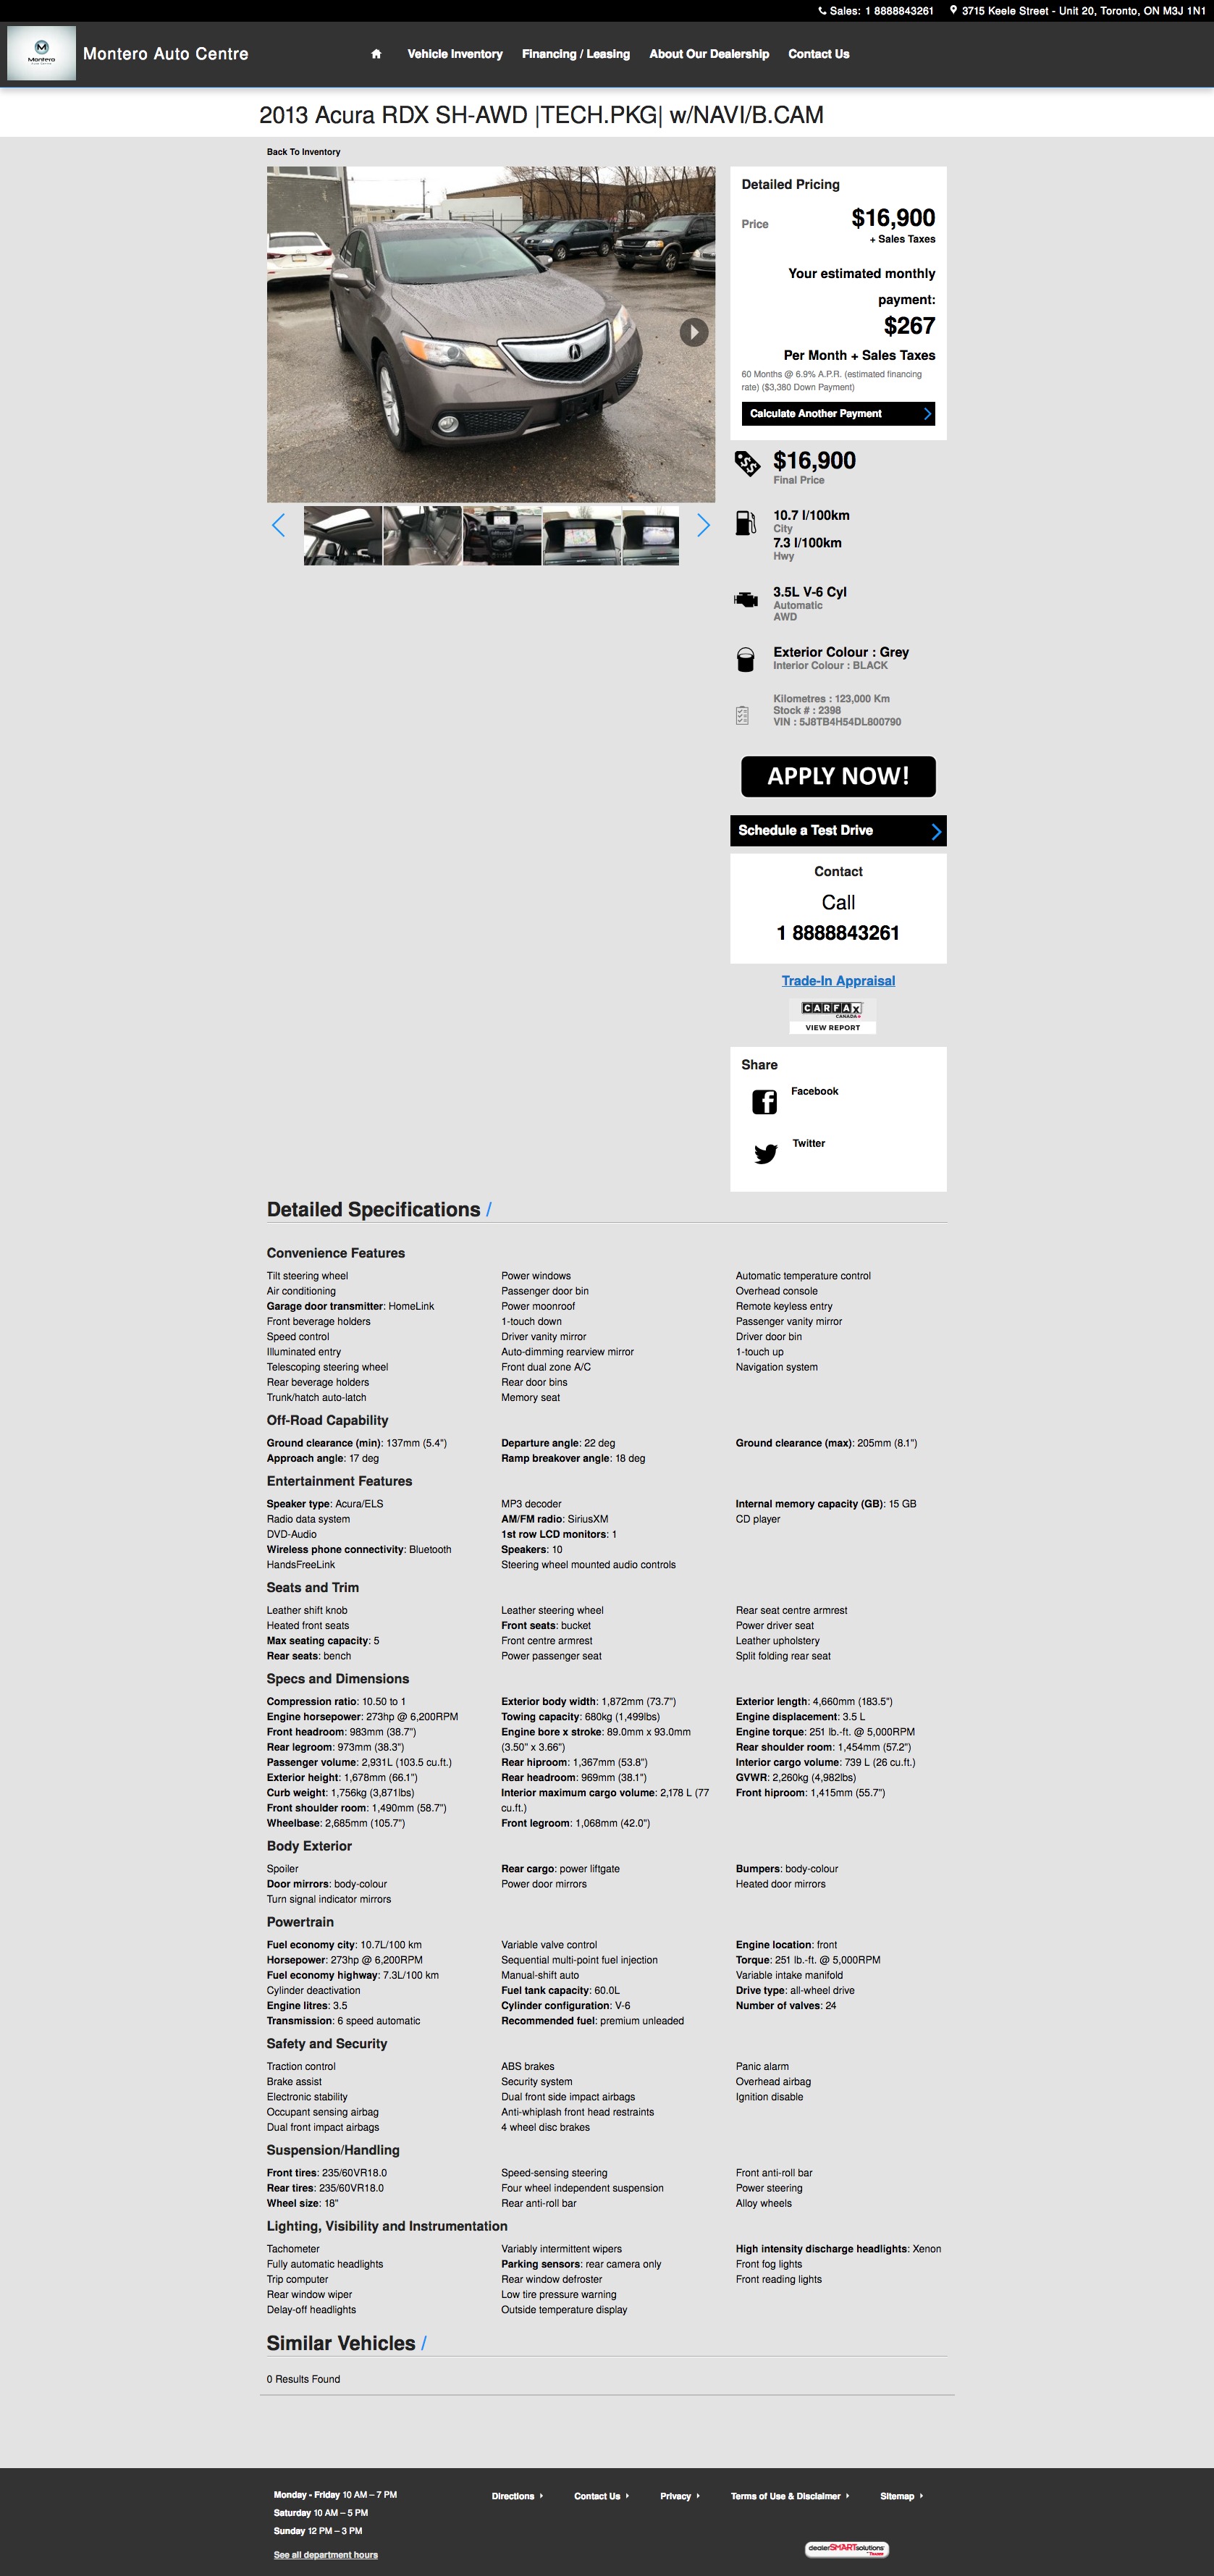 Sales: 1 8888843261 3715 Keele Street - Unit 20, Toronto, ON M3J 1N1
Montero
Montero Auto Centre
Vehicle Inventory Financing / Leasing About Our Dealership Contact Us
2013 Acura RDX SH-AWD |TECH.PKG| w/NAVI/B.CAM
Back To Inventory
Detailed Pricing
Price $16,900
+ Sales Taxes
Your estimated monthly
payment:
$267
Per Month + Sales Taxes
60 Months @ 6.9% A.P.R. (estimated financing
rate) ($3,380 Down Payment)
Calculate Another Payment
$16,900
Final Price
10.7 l/100km
City
7.3 l/100km
Hwy
3.5L V-6 Cyl
Automatic
AWD
Exterior Colour : Grey
Interior Colour : BLACK
Kilometres : 123,000 Km
Stock # : 2398
VIN : 5J8TB4H54DL800790
APPLY NOW!
Schedule a Test Drive
Contact
Call
1 8888843261
Trade-In Appraisal
CARFAX
CANADA
VIEW REPORT
Share
Facebook
Twitter
Detailed Specifications /
Convenience Features
Tilt steering wheel Power windows Automatic temperature control
Air conditioning Passenger door bin Overhead console
Garage door transmitter: HomeLink Power moonroof Remote keyless entry
Front beverage holders 1-touch down Passenger vanity mirror
Speed control Driver vanity mirror Driver door bin
Illuminated entry Auto-dimming rearview mirror 1-touch up
Telescoping steering wheel Front dual zone A/C Navigation system
Rear beverage holders Rear door bins
Trunk/hatch auto-latch Memory seat
Off-Road Capability
Ground clearance (min): 137mm (5.4") Departure angle: 22 deg Ground clearance (max): 205mm (8.1")
Approach angle: 17 deg Ramp breakover angle: 18 deg
Entertainment Features
Speaker type: Acura/ELS MP3 decoder Internal memory capacity (GB): 15 GB
Radio data system AM/FM radio: SiriusXM CD player
DVD-Audio 1st row LCD monitors: 1
Wireless phone connectivity: Bluetooth Speakers: 10
HandsFreeLink Steering wheel mounted audio controls
Seats and Trim
Leather shift knob Leather steering wheel Rear seat centre armrest
Heated front seats Front seats: bucket Power driver seat
Max seating capacity: 5 Front centre armrest Leather upholstery
Rear seats: bench Power passenger seat Split folding rear seat
Specs and Dimensions
Compression ratio: 10.50 to 1 Exterior body width: 1,872mm (73.7") Exterior length: 4,660mm (183.5")
Engine horsepower: 273hp @ 6,200RPM Towing capacity: 680kg (1,499lbs) Engine displacement: 3.5 L
Front headroom: 983mm (38.7") Engine bore x stroke: 89.0mm x 93.0mm Engine torque: 251 lb.-ft. @ 5,000RPM
Rear legroom: 973mm (38.3") (3.50" x 3.66") Rear shoulder room: 1,454mm (57.2")
Passenger volume: 2,931L (103.5 cu.ft.) Rear hiproom: 1,367mm (53.8") Interior cargo volume: 739 L (26 cu.ft.)
Exterior height: 1,678mm (66.1") Rear headroom: 969mm (38.1") GVWR: 2,260kg (4,982lbs)
Curb weight: 1,756kg (3,871lbs) Interior maximum cargo volume: 2,178 L (77 Front hiproom: 1,415mm (55.7")
Front shoulder room: 1,490mm (58.7") cu.ft.)
Wheelbase: 2,685mm (105.7") Front legroom: 1,068mm (42.0")
Body Exterior
Spoiler Rear cargo: power liftgate Bumpers: body-colour
Door mirrors: body-colour Power door mirrors Heated door mirrors
Turn signal indicator mirrors
Powertrain
Fuel economy city: 10.7L/100 km Variable valve control Engine location: front
Horsepower: 273hp @ 6,200RPM Sequential multi-point fuel injection Torque: 251 lb.-ft. @ 5,000RPM
Fuel economy highway: 7.3L/100 km Manual-shift auto Variable intake manifold
Cylinder deactivation Fuel tank capacity: 60.0L Drive type: all-wheel drive
Engine litres: 3.5 Cylinder configuration: V-6 Number of valves: 24
Transmission: 6 speed automatic Recommended fuel: premium unleaded
Safety and Security
Traction control ABS brakes Panic alarm
Brake assist Security system Overhead airbag
Electronic stability Dual front side impact airbags Ignition disable
Occupant sensing airbag Anti-whiplash front head restraints
Dual front impact airbags 4 wheel disc brakes
Suspension/Handling
Front tires: 235/60VR18.0 Speed-sensing steering Front anti-roll bar
Rear tires: 235/60VR18.0 Four wheel independent suspension Power steering
Wheel size: 18" Rear anti-roll bar Alloy wheels
Lighting, Visibility and Instrumentation
Tachometer Variably intermittent wipers High intensity discharge headlights: Xenon
Fully automatic headlights Parking sensors: rear camera only Front fog lights
Trip computer Rear window defroster Front reading lights
Rear window wiper Low tire pressure warning
Delay-off headlights Outside temperature display
Similar Vehicles /
0 Results Found
Monday - Friday 10 AM – 7 PM Directions Contact Us Privacy Terms of Use & Disclaimer Sitemap
Saturday 10 AM – 5 PM
Sunday 12 PM – 3 PM
See all department hours
dealerSMARTsolutions